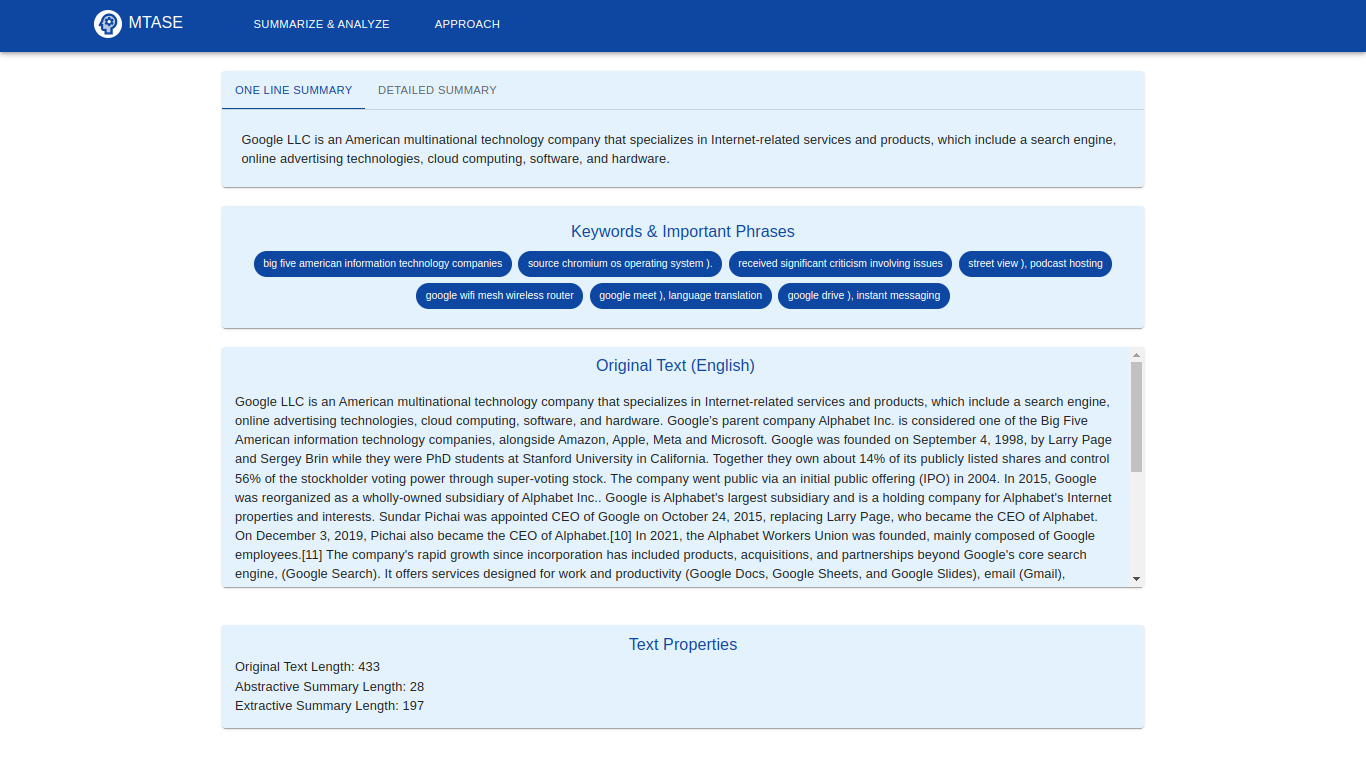 MTASE
SUMMARIZE & ANALYZE
APPROACH
ONE LINE SUMMARY
DETAILED SUMMARY
Google LLC is an American multinational technology company that specializes in Internet-related services and products, which include a search engine,
online advertising technologies, cloud computing, software, and hardware.
Keywords & Important Phrases
big five american information technology companies
source chromium os operating system ).
received significant criticism involving issues
street view ), podcast hosting
google wifi mesh wireless router
google meet ), language translation
google drive ), instant messaging
Original Text (English)
Google LLC is an American multinational technology company that specializes in Internet-related services and products, which include a search engine,
online advertising technologies, cloud computing, software, and hardware. Google's parent company Alphabet Inc. is considered one of the Big Five
American information technology companies, alongside Amazon, Apple, Meta and Microsoft. Google was founded on September 4, 1998, by Larry Page
and Sergey Brin while they were PhD students at Stanford University in California. Together they own about 14% of its publicly listed shares and control
56% of the stockholder voting power through super-voting stock. The company went public via an initial public offering (IPO) in 2004. In 2015, Google
was reorganized as a wholly-owned subsidiary of Alphabet Inc.. Google is Alphabet's largest subsidiary and is a holding company for Alphabet's Internet
properties and interests. Sundar Pichai was appointed CEO of Google on October 24, 2015, replacing Larry Page, who became the CEO of Alphabet.
On December 3, 2019, Pichai also became the CEO of Alphabet.[10] In 2021, the Alphabet Workers Union was founded, mainly composed of Google
employees.[11] The company's rapid growth since incorporation has included products, acquisitions, and partnerships beyond Google's core search
engine, (Google Search). It offers services designed for work and productivity (Google Docs, Google Sheets, and Google Slides), email (Gmail),
Text Properties
Original Text Length: 433
Abstractive Summary Length: 28
Extractive Summary Length: 197